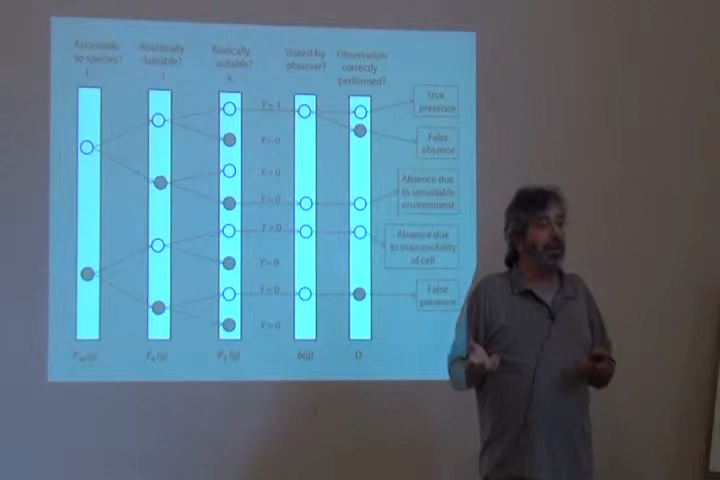 Accessible
to species?
Abiotically
suitable?
Biotically
suitable?
Visited by
observer?
Observation
correctly
performed?
Y= 1
Y= 0
Y= 0
Y= 0
Y= 0
Y= 0
Y= 0
Y= 0
True
presence
False
absence
Absence due
to unsuitable
environment
Absence due
to inaccessibility
of cell
False
presence
D